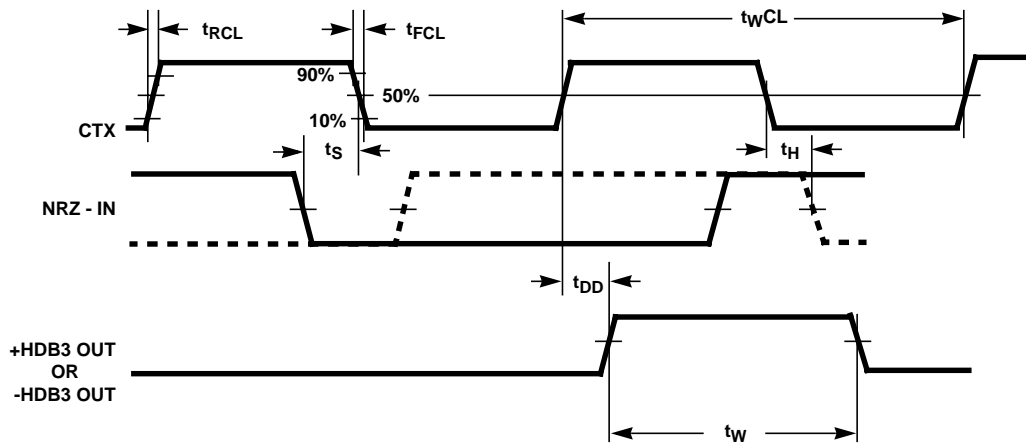 tRCL
tFCL
tWCL
90%
50%
10%
CTX
tS
tH
NRZ - IN
tDD
+HDB3 OUT
OR
-HDB3 OUT
tW